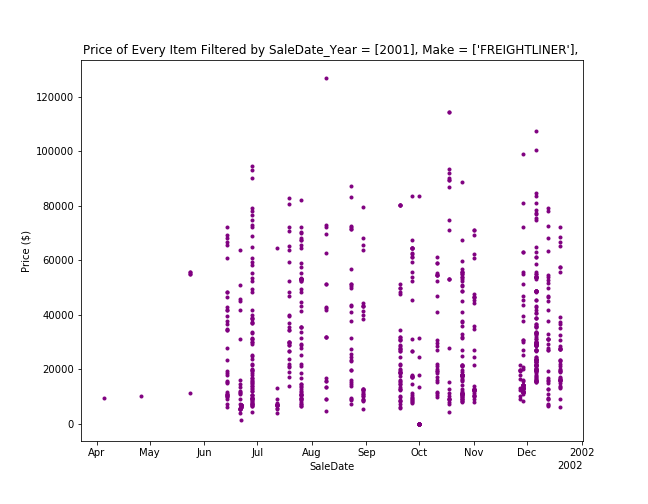 Price of Every Item Filtered by SaleDate_Year = [2001], Make = ['FREIGHTLINER'],
120000
100000
80000
60000
40000
20000
0
Price ($)
Apr May Jun Jul Aug Sep Oct Nov Dec 2002
SaleDate
2002